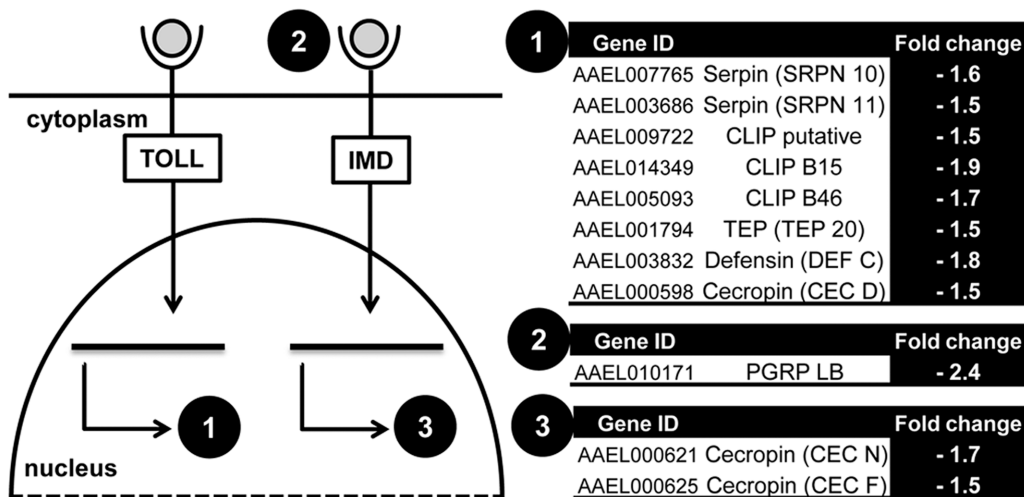 2
cytoplasm
TOLL
IMD
1
3
nucleus
1
Gene ID Fold change
AAEL007765 Serpin (SRPN 10) - 1.6
AAEL003686 Serpin (SRPN 11) - 1.5
AAEL009722 CLIP putative - 1.5
AAEL014349 CLIP B15 - 1.9
AAEL005093 CLIP B46 - 1.7
AAEL001794 TEP (TEP 20) - 1.5
AAEL003832 Defensin (DEF C) - 1.8
AAEL000598 Cecropin (CEC D) - 1.5
2
Gene ID Fold change
AAEL010171 PGRP LB - 2.4
3
Gene ID Fold change
AAEL000621 Cecropin (CEC N) - 1.7
AAEL000625 Cecropin (CEC F) - 1.5